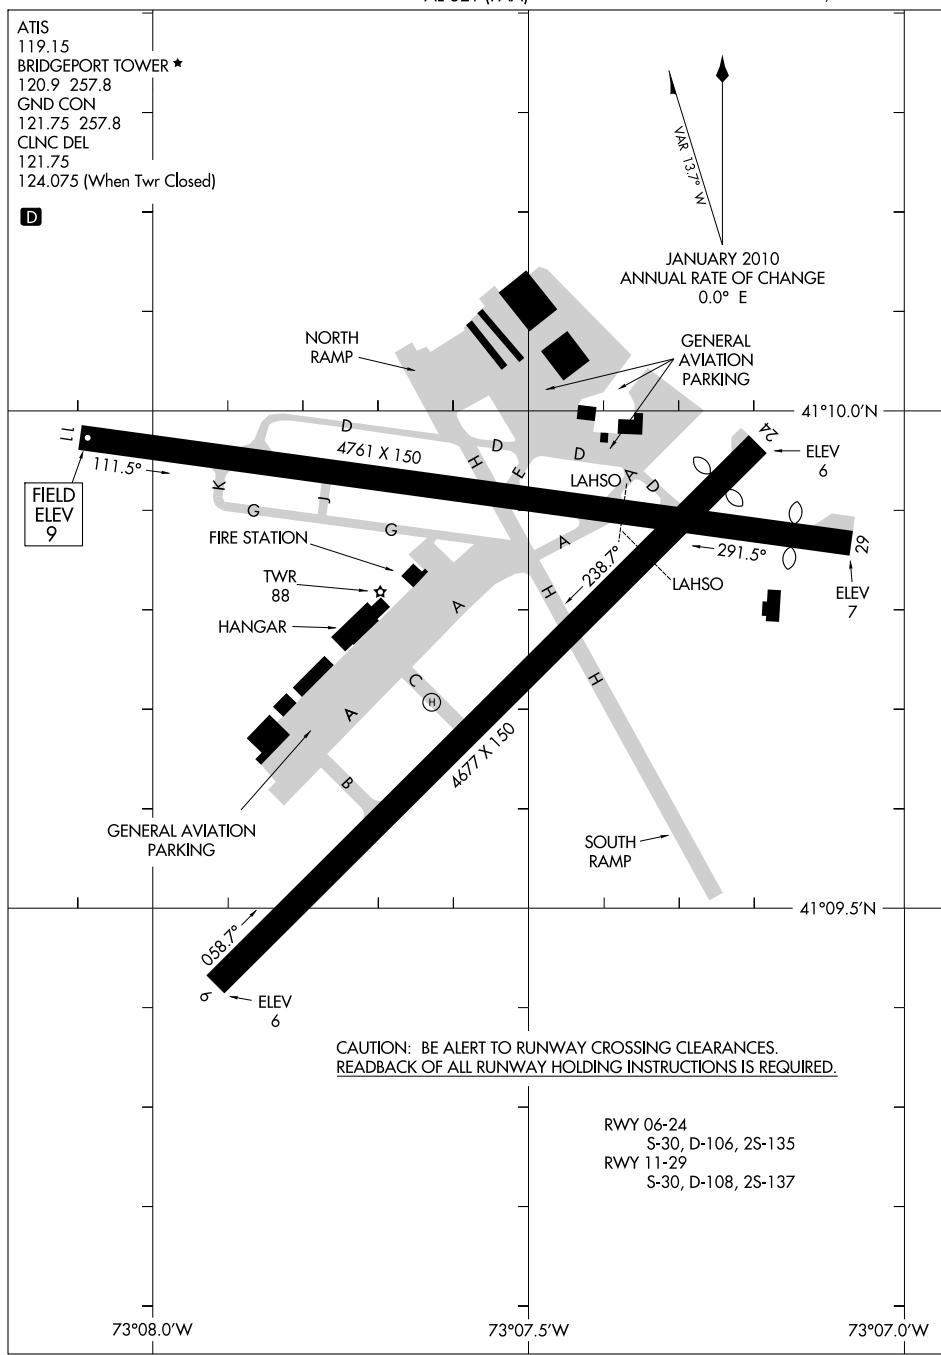 ATIS
119.15
BRIDGEPORT TOWER ★
120.9 257.8
GND CON
121.75 257.8
CLNC DEL
121.75
124.075 (When Twr Closed)
D
VAR 13.7° W
JANUARY 2010
ANNUAL RATE OF CHANGE
0.0° E
NORTH
RAMP
GENERAL
AVIATION
PARKING
41°10.0'N
11
111.5°
4761 X 150
D
D
D
D
H
E
A
K
J
G
G
24
ELEV
6
LAHSO
FIELD
ELEV
9
FIRE STATION
TWR
88
HANGAR
A
A
A
H
H
238.7°
291.5°
29
LAHSO
ELEV
7
C
H
B
4677 X 150
GENERAL AVIATION
PARKING
SOUTH
RAMP
41°09.5'N
058.7°
6
ELEV
6
CAUTION: BE ALERT TO RUNWAY CROSSING CLEARANCES.
READBACK OF ALL RUNWAY HOLDING INSTRUCTIONS IS REQUIRED.
RWY 06-24
S-30, D-106, 2S-135
RWY 11-29
S-30, D-108, 2S-137
73°08.0'W
73°07.5'W
73°07.0'W